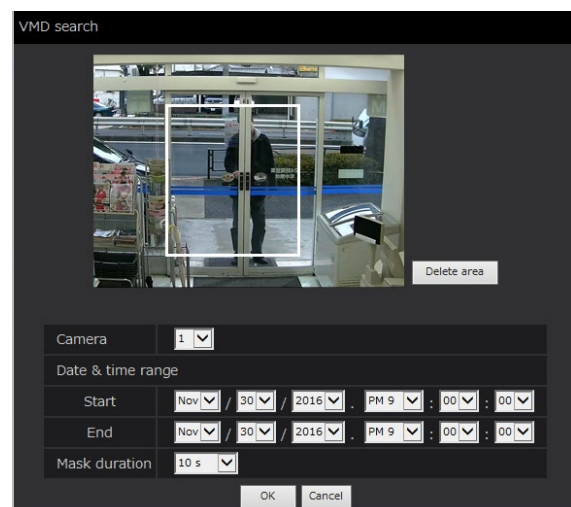 VMD search
Delete area
Camera 1
Date & time range
Start Nov / 30 / 2016 . PM 9 : 00 : 00
End Nov / 30 / 2016 . PM 9 : 00 : 00
Mask duration 10 s
OK Cancel